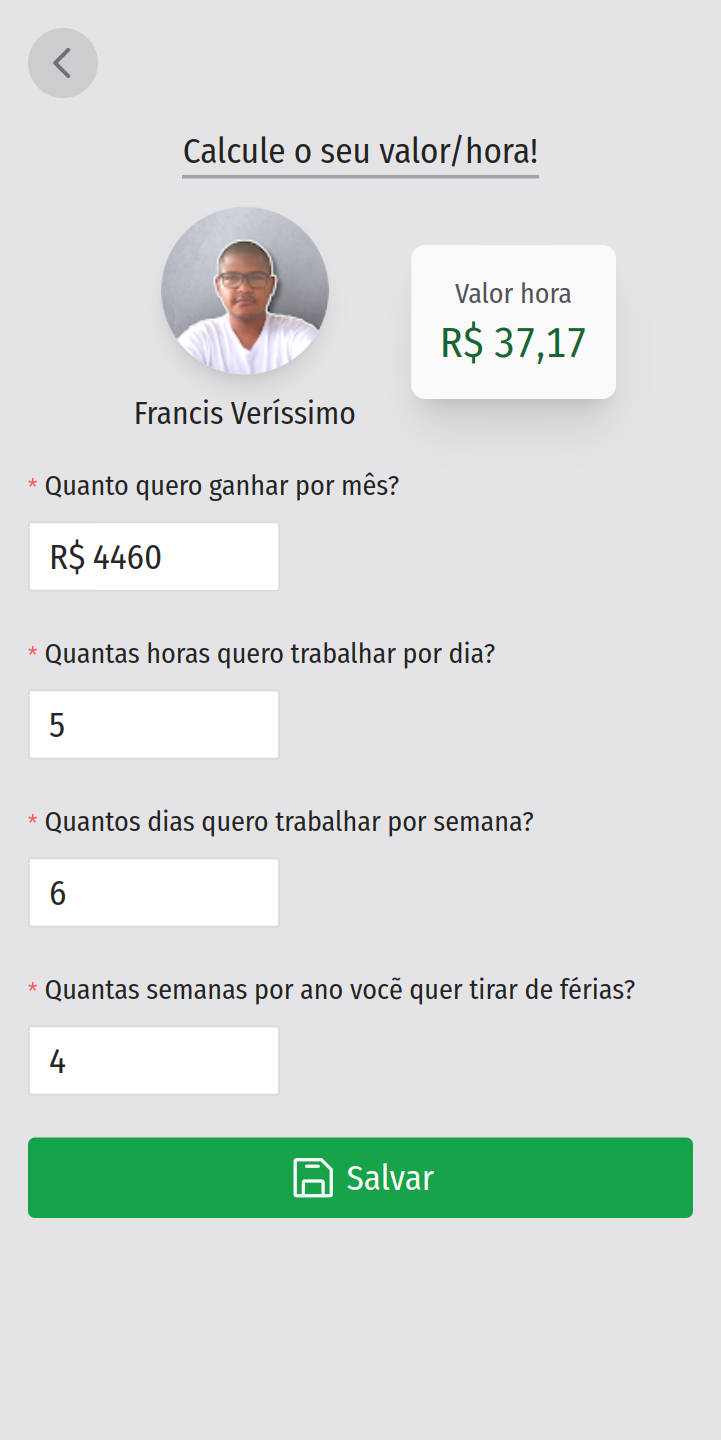 Calcule o seu valor/hora!
Valor hora
R$ 37,17
Francis Veríssimo
* Quanto quero ganhar por mês?
R$ 4460
* Quantas horas quero trabalhar por dia?
5
* Quantos dias quero trabalhar por semana?
6
* Quantas semanas por ano vocẽ quer tirar de férias?
4
Salvar